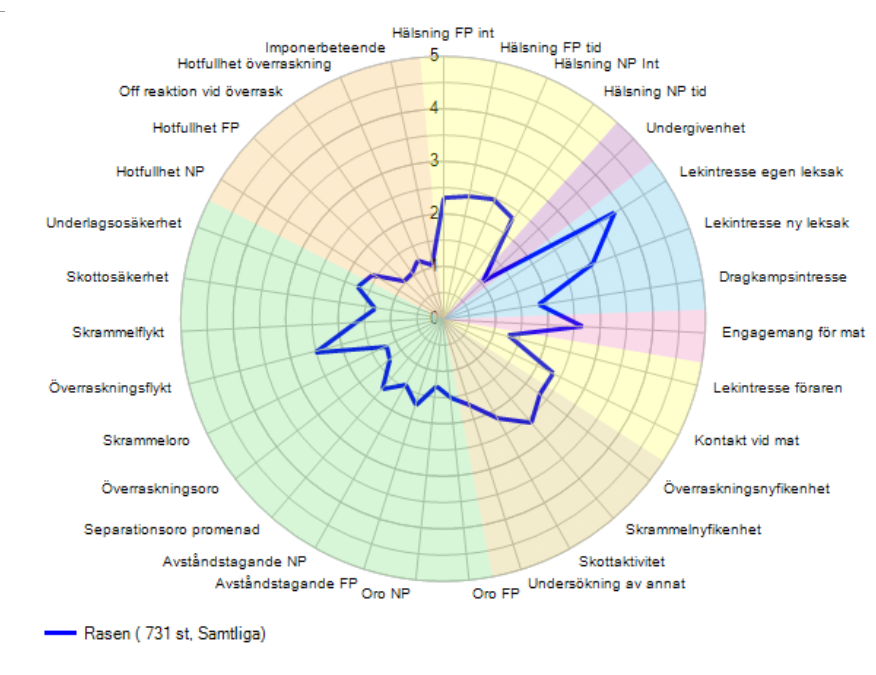 Hälsning FP int
Hälsning FP tid
Hälsning NP Int
Hälsning NP tid
Undergivenhet
Lekintresse egen leksak
Lekintresse ny leksak
Dragkampsintresse
Engagemang för mat
Lekintresse föraren
Kontakt vid mat
Överraskningsnyfikenhet
Skrammelnyfikenhet
Skottaktivitet
Undersökning av annat
Oro FP
Oro NP
Avståndstagande FP
Avståndstagande NP
Separationsoro promenad
Överraskningsoro
Skrammeloro
Överraskningsflykt
Skrammelflykt
Skottosäkerhet
Underlagsosäkerhet
Hotfullhet NP
Hotfullhet FP
Off reaktion vid överrask
Hotfullhet överraskning
Imponerbeteende
5
4
3
2
1
0
Rasen ( 731 st, Samtliga)